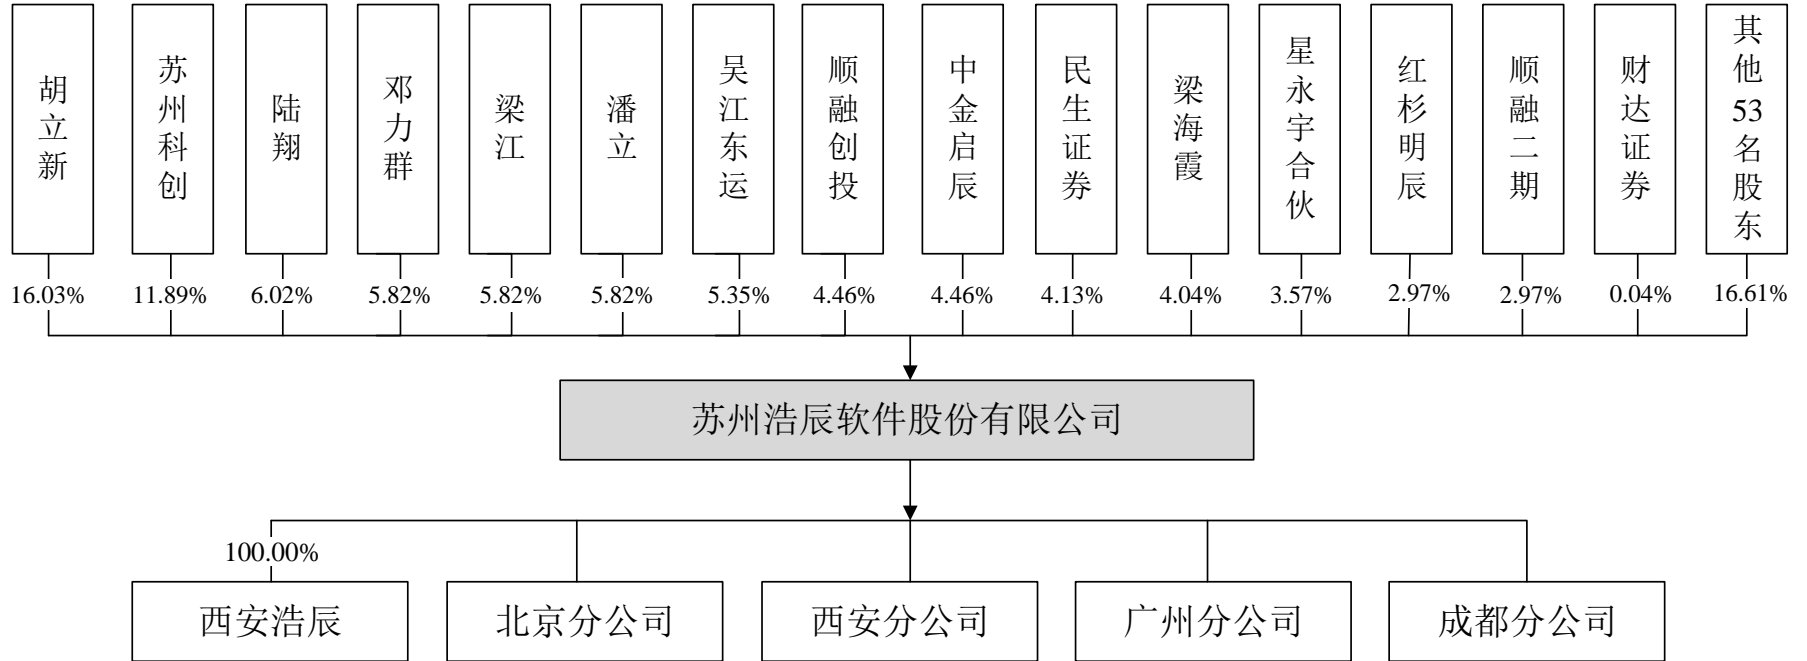 胡立新
苏州科创
陆翔
邓力群
梁江
潘立
吴江东运
顺融创投
中金启辰
民生证券
梁海霞
星永宇合伙
红杉明辰
顺融二期
财达证券
其他53名股东
16.03%
11.89%
6.02%
5.82%
5.82%
5.82%
5.35%
4.46%
4.46%
4.13%
4.04%
3.57%
2.97%
2.97%
0.04%
16.61%
苏州浩辰软件股份有限公司
100.00%
西安浩辰
北京分公司
西安分公司
广州分公司
成都分公司